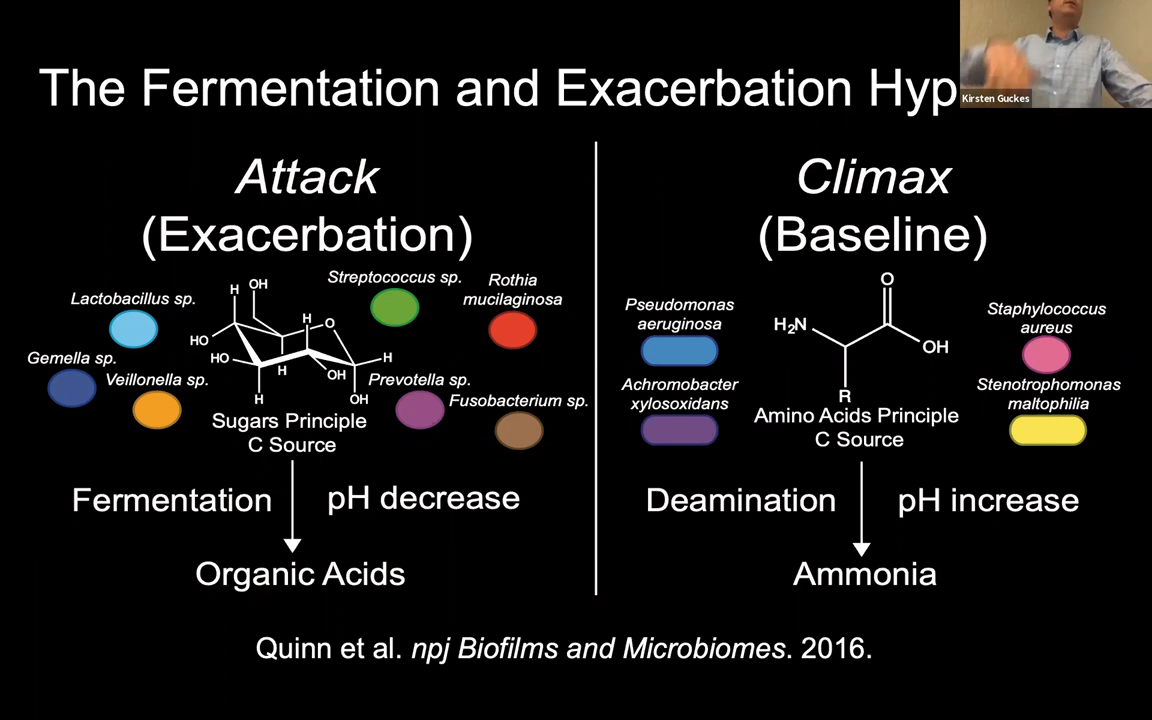 The Fermentation and Exacerbation Hyp
Kirsten Guckes
Attack
(Exacerbation)
Lactobacillus sp.
Streptococcus sp.
Rothia
mucilaginosa
Gemella sp.
Veillonella sp.
Prevotella sp.
Fusobacterium sp.
H
OH
HO
HO
H
H
H
O
OH
H
OH
Sugars Principle
C Source
Fermentation
pH decrease
Organic Acids
Climax
(Baseline)
Pseudomonas
aeruginosa
Achromobacter
xylosoxidans
O
H₂N
OH
R
Amino Acids Principle
C Source
Staphylococcus
aureus
Stenotrophomonas
maltophilia
Deamination
pH increase
Ammonia
Quinn et al. npj Biofilms and Microbiomes. 2016.